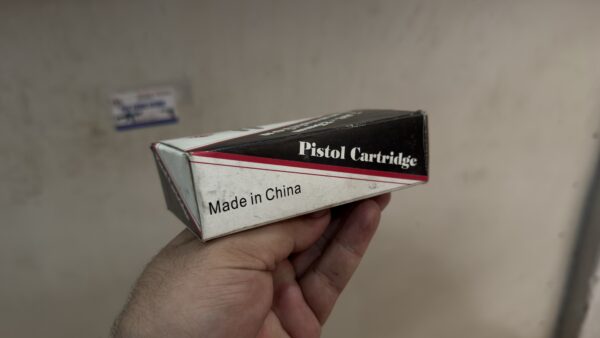 Pistol Cartridge
Made in China